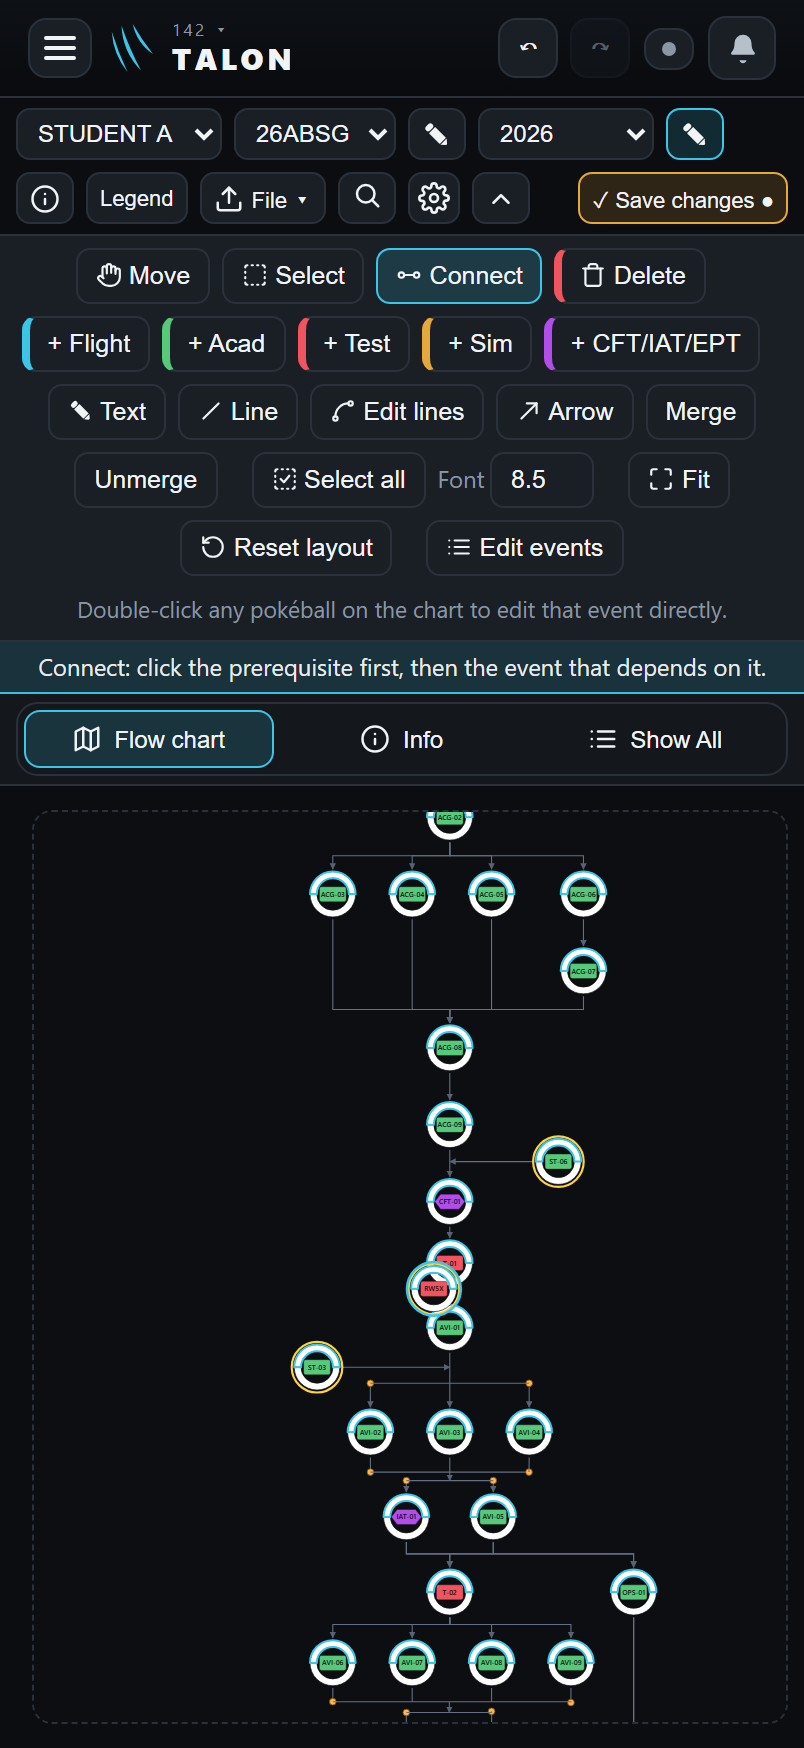 142
TALON
STUDENT A
26ABSG
2026
Legend
File
✓ Save changes ●
Move
Select
Connect
Delete
+ Flight
+ Acad
+ Test
+ Sim
+ CFT/IAT/EPT
Text
Line
Edit lines
Arrow
Merge
Unmerge
Select all
Font
8.5
Fit
Reset layout
Edit events
Double-click any pokéball on the chart to edit that event directly.
Connect: click the prerequisite first, then the event that depends on it.
Flow chart
Info
Show All
ACG-02
ACG-03
ACG-04
ACG-05
ACG-06
ACG-07
ACG-08
ACG-09
ST-06
CFT-01
RWSX
AVI-01
ST-03
AVI-02
AVI-03
AVI-04
IAT-01
AVI-05
T-02
OPS-01
AVI-06
AVI-07
AVI-08
AVI-09